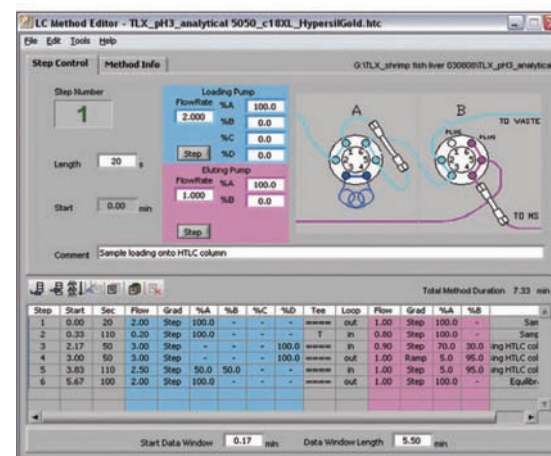 LC Method Editor - TLX_pH3_analytical 5050_c18XL_HypersilGold.htc
File Edit Tools Help
Step Control Method Info
G:\TLX_shrimp fish liver 030808\TLX_pH3_analytica
Step Number
1
Length 20 s
Start 0.00 min
Loading Pump
FlowRate %A 100.0
2.000 %B 0.0
%C 0.0
Step %D 0.0
Eluting Pump
FlowRate %A 100.0
1.000 %B 0.0
Step
A B
TO WASTE
PLUG PLUG
TO MS
Comment Sample loading onto HTLC column
Total Method Duration 7.33 min
Step Start Sec Flow Grad %A %B %C %D Tee Loop Flow Grad %A %B
1 0.00 20 2.00 Step 100.0 - - - ==== out 1.00 Step 100.0 - Sam
2 0.33 110 0.20 Step 100.0 - - - T in 0.80 Step 100.0 - Samp
3 2.17 50 3.00 Step - - - 100.0 ==== in 0.90 Step 70.0 30.0 ing HTLC col
4 3.00 50 3.00 Step - - - 100.0 ==== out 1.00 Ramp 5.0 95.0 ing HTLC col
5 3.83 110 2.50 Step 50.0 50.0 - - ==== in 1.00 Step 5.0 95.0 ing HTLC col
6 5.67 100 2.00 Step 100.0 - - - ==== out 1.00 Step 100.0 - Equilibr
Start Data Window 0.17 min Data Window Length 5.50 min